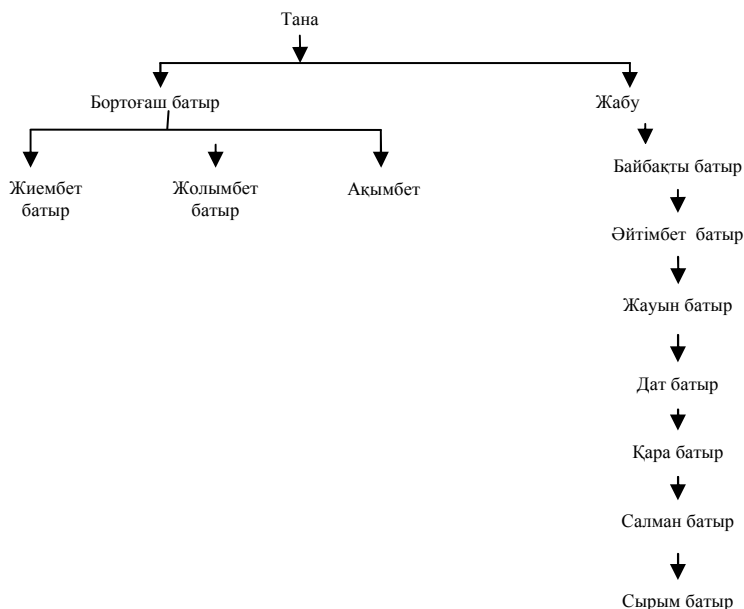 Тана
Бортоғаш батыр
Жабу
Жиембет
батыр
Жолымбет
батыр
Ақымбет
Байбақты батыр
Әйтімбет батыр
Жауын батыр
Дат батыр
Қара батыр
Салман батыр
Сырым батыр